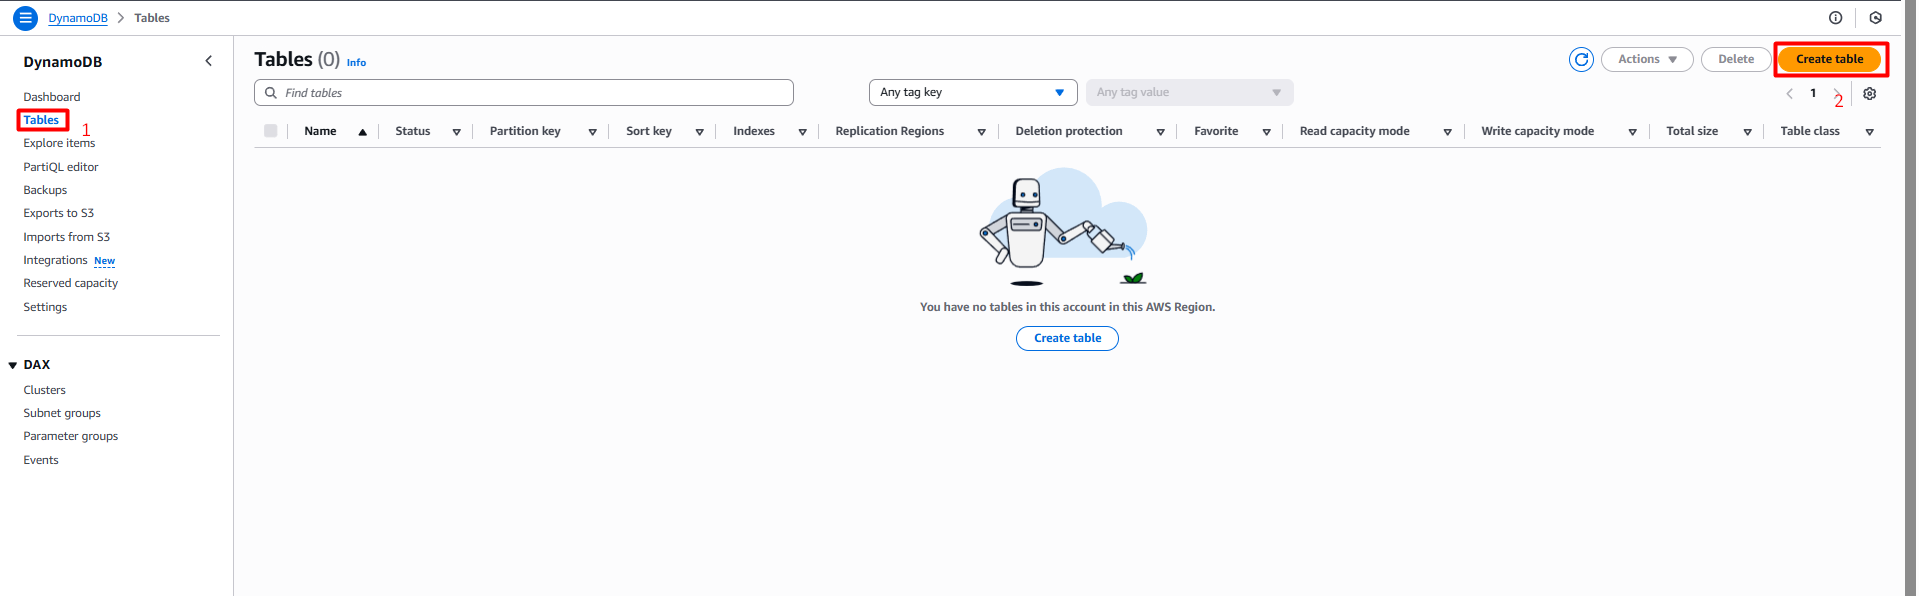 DynamoDB > Tables
DynamoDB
Dashboard
Tables 1
Explore items
PartiQL editor
Backups
Exports to S3
Imports from S3
Integrations New
Reserved capacity
Settings
DAX
Clusters
Subnet groups
Parameter groups
Events
Tables (0) Info
Actions Delete Create table
Find tables Any tag key Any tag value 1 2
Name Status Partition key Sort key Indexes Replication Regions Deletion protection Favorite Read capacity mode Write capacity mode Total size Table class
You have no tables in this account in this AWS Region.
Create table